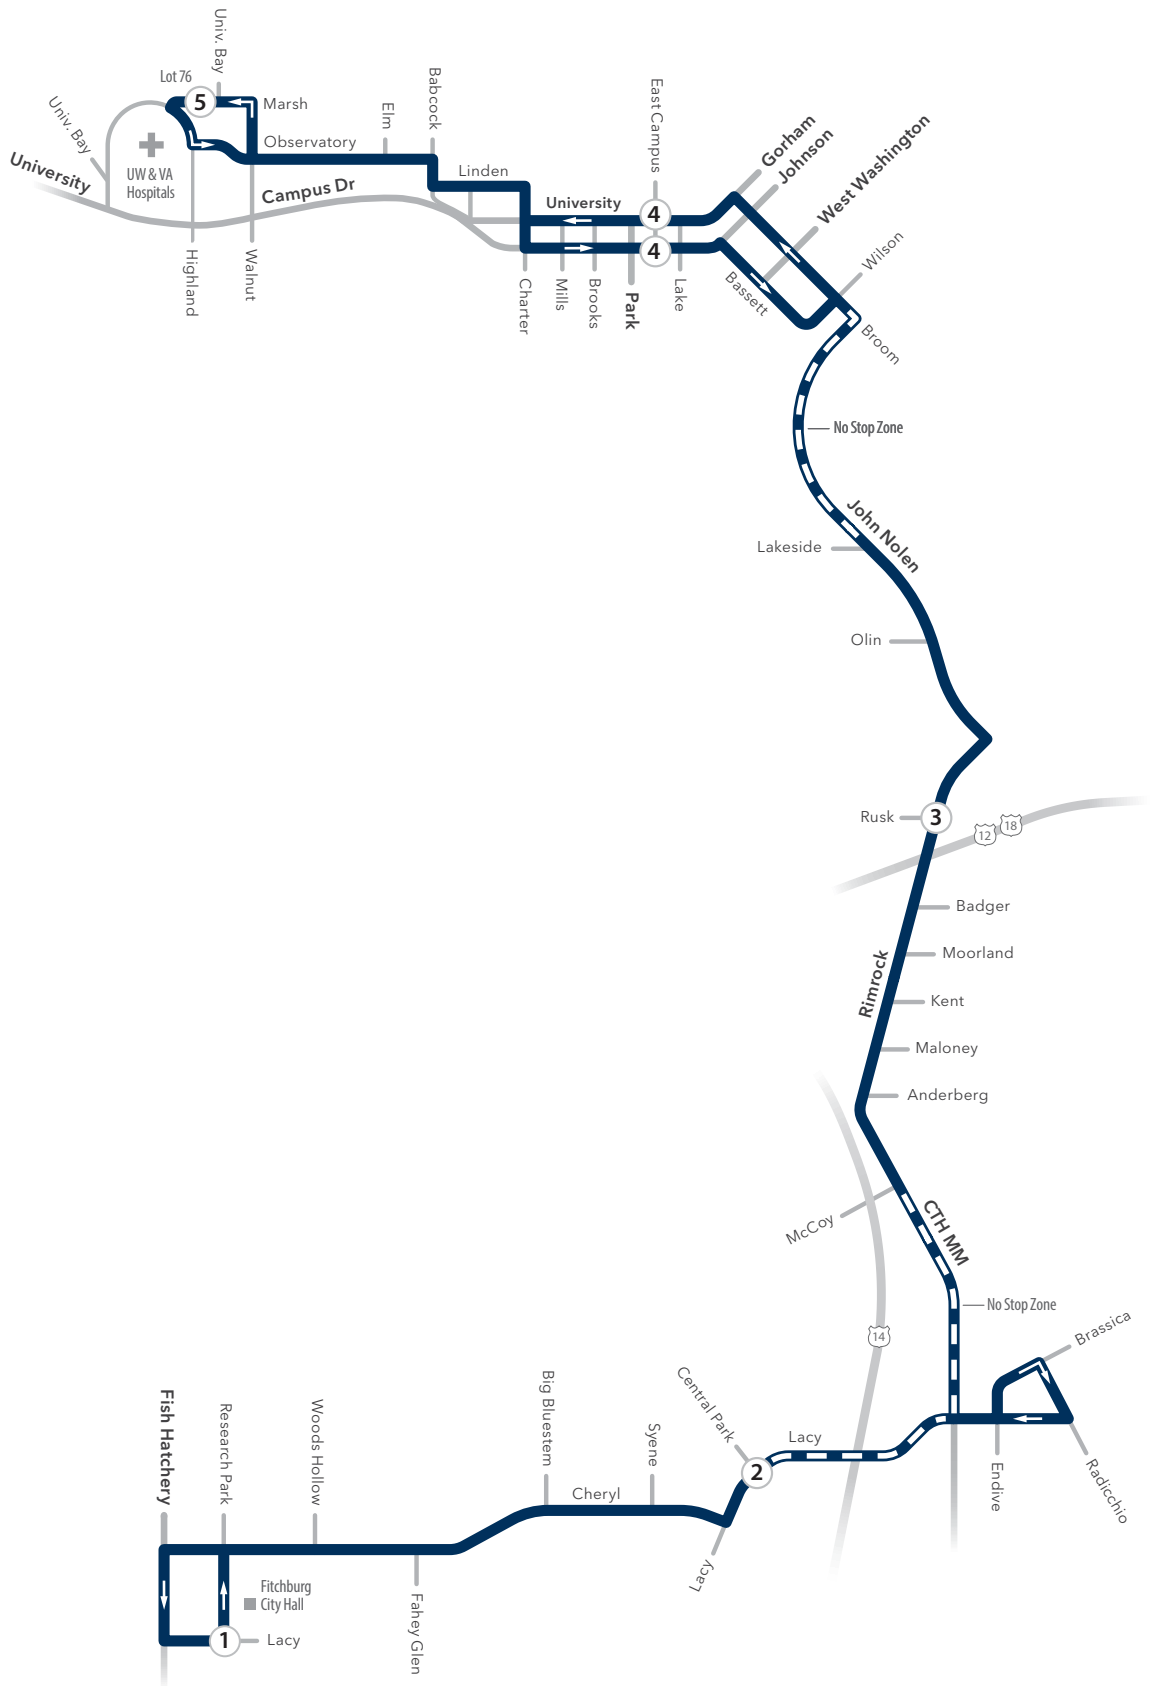 Univ. Bay
Lot 76
5
Marsh
Univ. Bay
University
UW & VA
Hospitals
Observatory
Elm
Babcock
Linden
Campus Dr
Highland
Walnut
East Campus
University
4
4
Charter
Mills
Brooks
Park
Lake
Gorham
Johnson
West Washington
Bassett
Wilson
Broom
No Stop Zone
John Nolen
Lakeside
Olin
Rusk
3
12
18
Badger
Moorland
Rimrock
Kent
Maloney
Anderberg
McCoy
CTH MM
No Stop Zone
14
Brassica
Central Park
Lacy
2
Endive
Radicchio
Big Bluestem
Syene
Cheryl
Lacy
Fish Hatchery
Research Park
Woods Hollow
Fitchburg
City Hall
Fahey Glen
1
Lacy